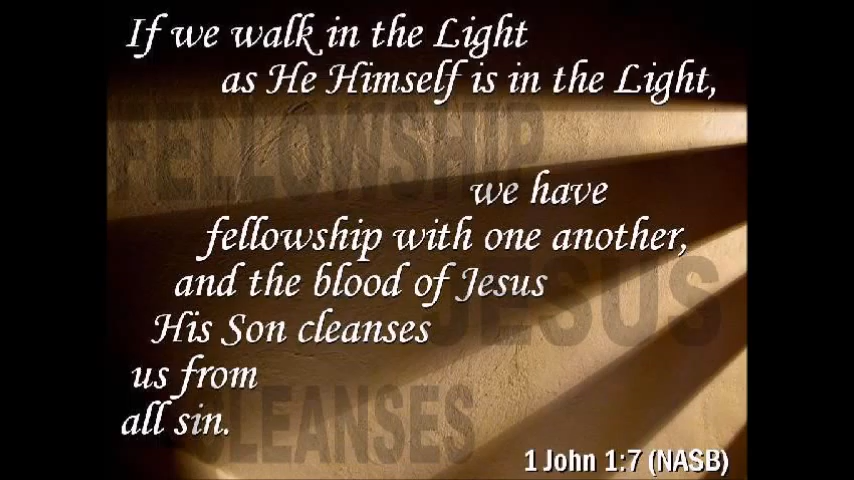 If we walk in the Light
as He Himself is in the Light,
FELLOWSHIP
we have
fellowship with one another,
and the blood of Jesus
JESUS
His Son cleanses
us from
all sin.
CLEANSES
1 John 1:7 (NASB)